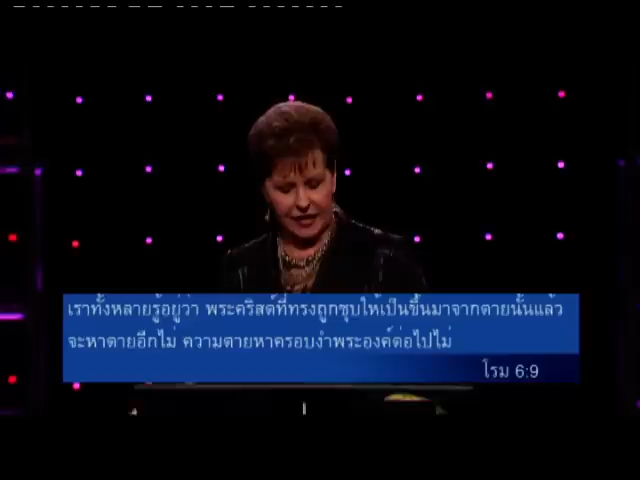 เราทั้งหลายรู้อยู่ว่า พระคริสต์ที่ทรงถูกชุบให้เป็นขึ้นมาจากตายนั้นแล้ว
จะหาตายอีกไม่ ความตายหาครอบงำพระองค์ต่อไปไม่
โรม 6:9